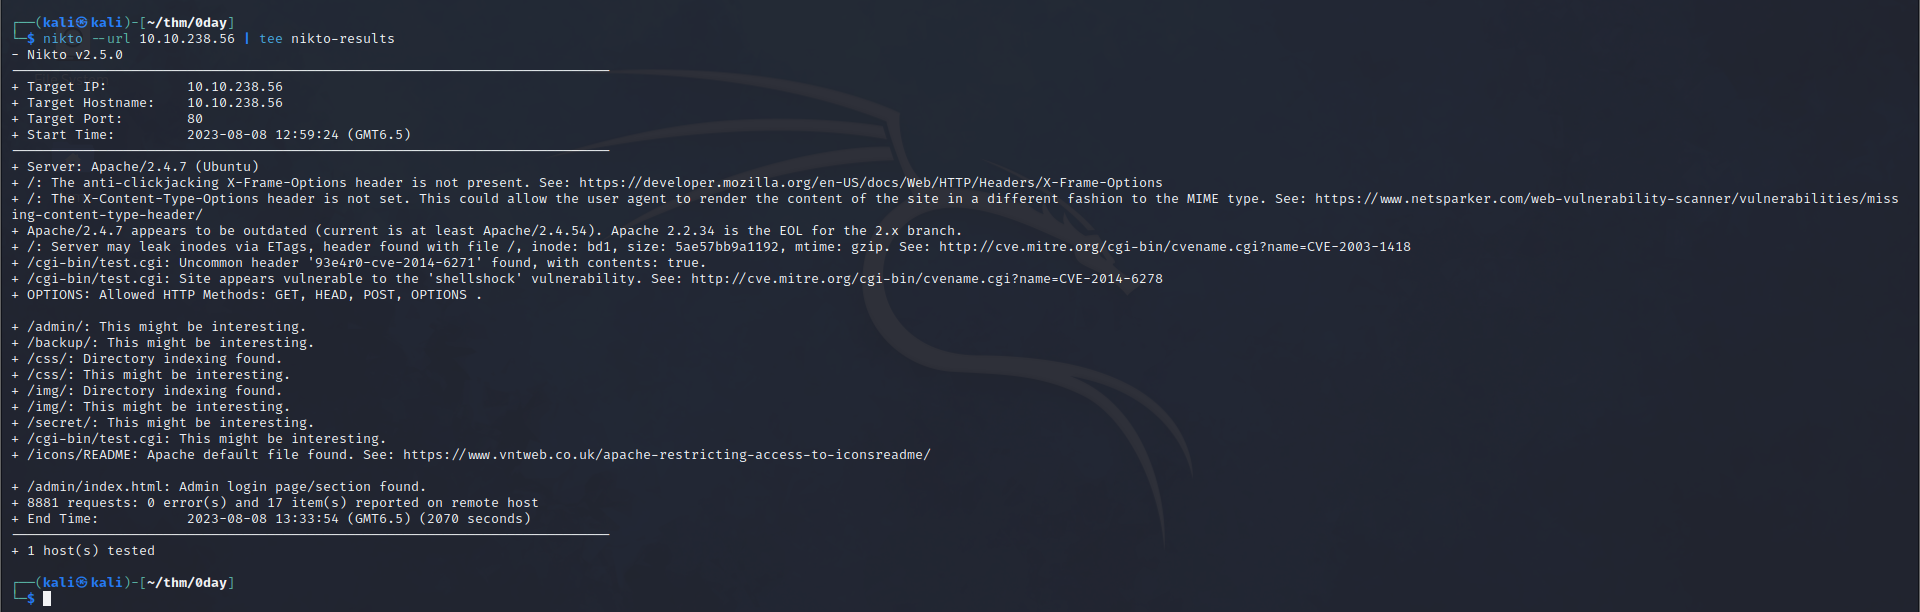 ┌──(kali㉿kali)-[~/thm/0day]
└─$ nikto --url 10.10.238.56 | tee nikto-results
- Nikto v2.5.0
---------------------------------------------------------------------------
+ Target IP:          10.10.238.56
+ Target Hostname:    10.10.238.56
+ Target Port:        80
+ Start Time:         2023-08-08 12:59:24 (GMT6.5)
---------------------------------------------------------------------------
+ Server: Apache/2.4.7 (Ubuntu)
+ /: The anti-clickjacking X-Frame-Options header is not present. See: https://developer.mozilla.org/en-US/docs/Web/HTTP/Headers/X-Frame-Options
+ /: The X-Content-Type-Options header is not set. This could allow the user agent to render the content of the site in a different fashion to the MIME type. See: https://www.netsparker.com/web-vulnerability-scanner/vulnerabilities/miss
ing-content-type-header/
+ Apache/2.4.7 appears to be outdated (current is at least Apache/2.4.54). Apache 2.2.34 is the EOL for the 2.x branch.
+ /: Server may leak inodes via ETags, header found with file /, inode: bd1, size: 5ae57bb9a1192, mtime: gzip. See: http://cve.mitre.org/cgi-bin/cvename.cgi?name=CVE-2003-1418
+ /cgi-bin/test.cgi: Uncommon header '93e4r0-cve-2014-6271' found, with contents: true.
+ /cgi-bin/test.cgi: Site appears vulnerable to the 'shellshock' vulnerability. See: http://cve.mitre.org/cgi-bin/cvename.cgi?name=CVE-2014-6278
+ OPTIONS: Allowed HTTP Methods: GET, HEAD, POST, OPTIONS .

+ /admin/: This might be interesting.
+ /backup/: This might be interesting.
+ /css/: Directory indexing found.
+ /css/: This might be interesting.
+ /img/: Directory indexing found.
+ /img/: This might be interesting.
+ /secret/: This might be interesting.
+ /cgi-bin/test.cgi: This might be interesting.
+ /icons/README: Apache default file found. See: https://www.vntweb.co.uk/apache-restricting-access-to-iconsreadme/

+ /admin/index.html: Admin login page/section found.
+ 8881 requests: 0 error(s) and 17 item(s) reported on remote host
+ End Time:           2023-08-08 13:33:54 (GMT6.5) (2070 seconds)
---------------------------------------------------------------------------
+ 1 host(s) tested

┌──(kali㉿kali)-[~/thm/0day]
└─$